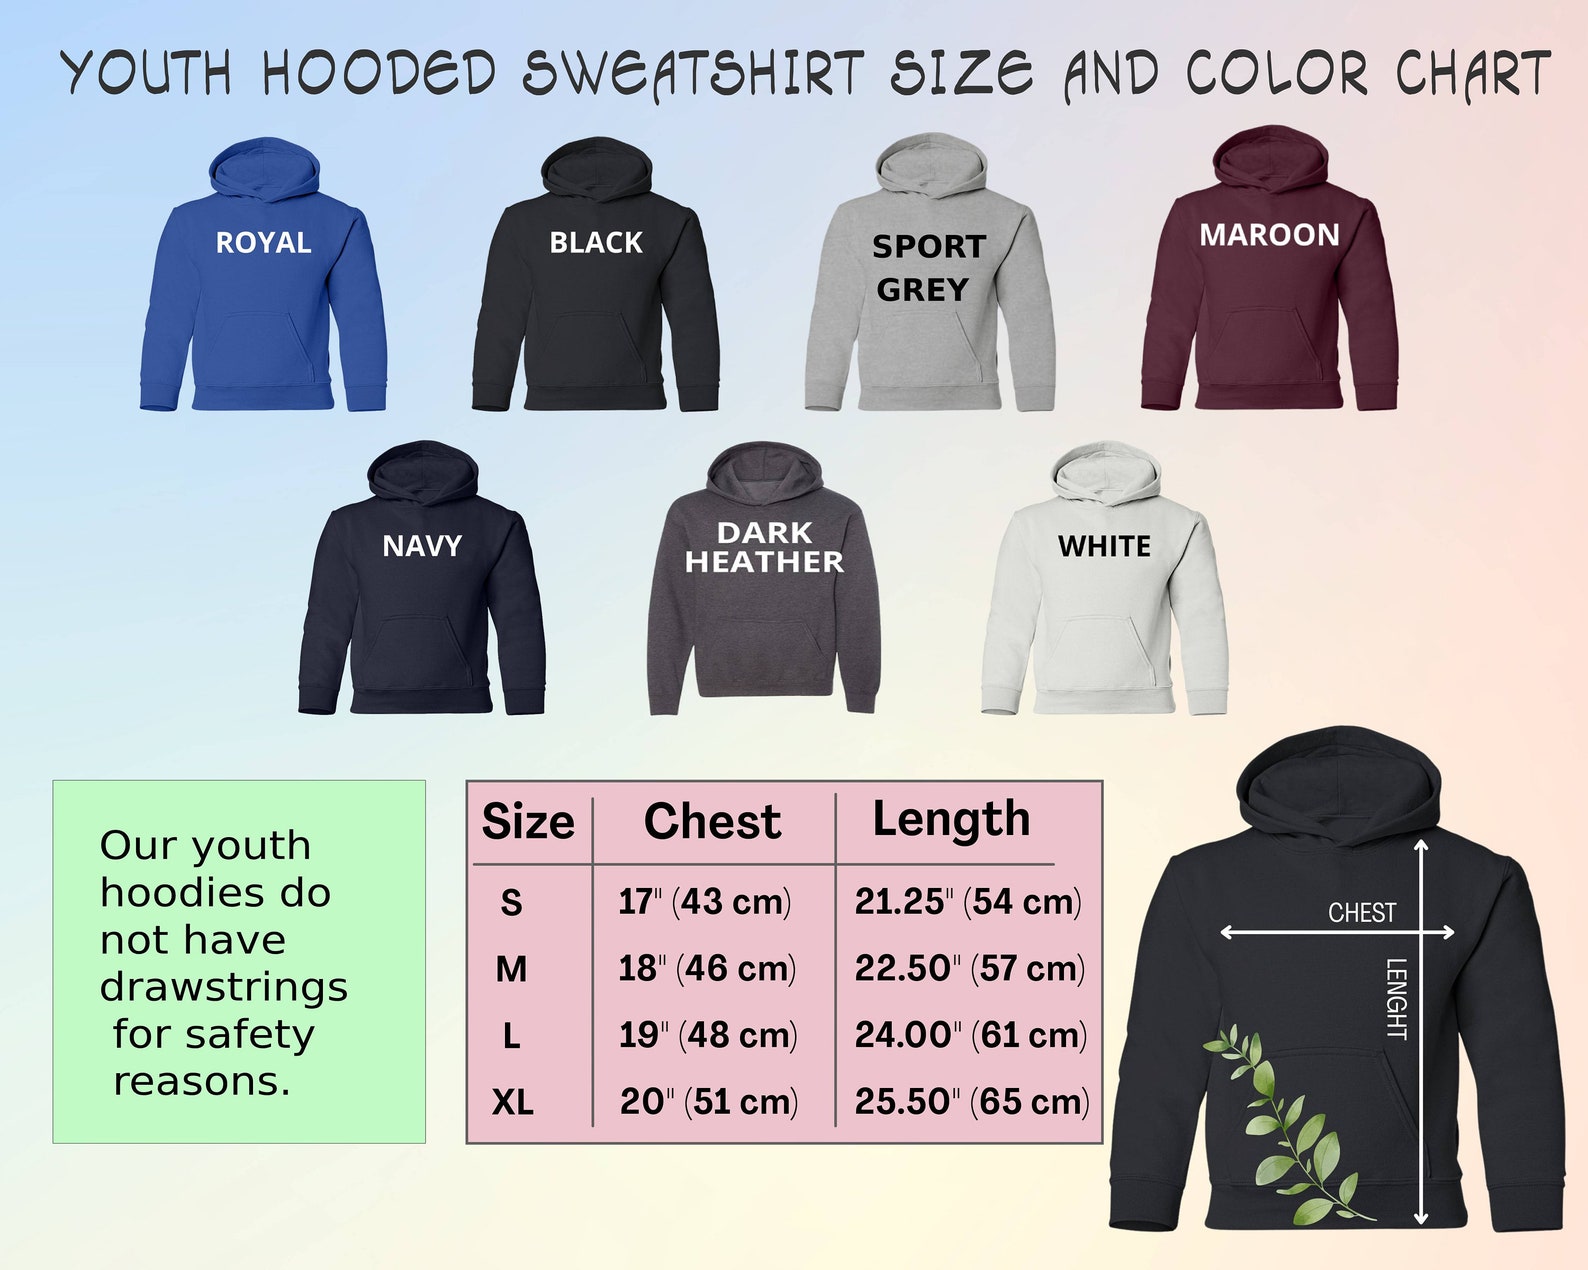 YOUTH HOODED SWEATSHIRT SIZE AND COLOR CHART
ROYAL
BLACK
SPORT
GREY
MAROON
NAVY
DARK
HEATHER
WHITE
Our youth
hoodies do
not have
drawstrings
for safety
reasons.
Size Chest Length
S 17" (43 cm) 21.25" (54 cm)
M 18" (46 cm) 22.50" (57 cm)
L 19" (48 cm) 24.00" (61 cm)
XL 20" (51 cm) 25.50" (65 cm)
CHEST
LENGHT